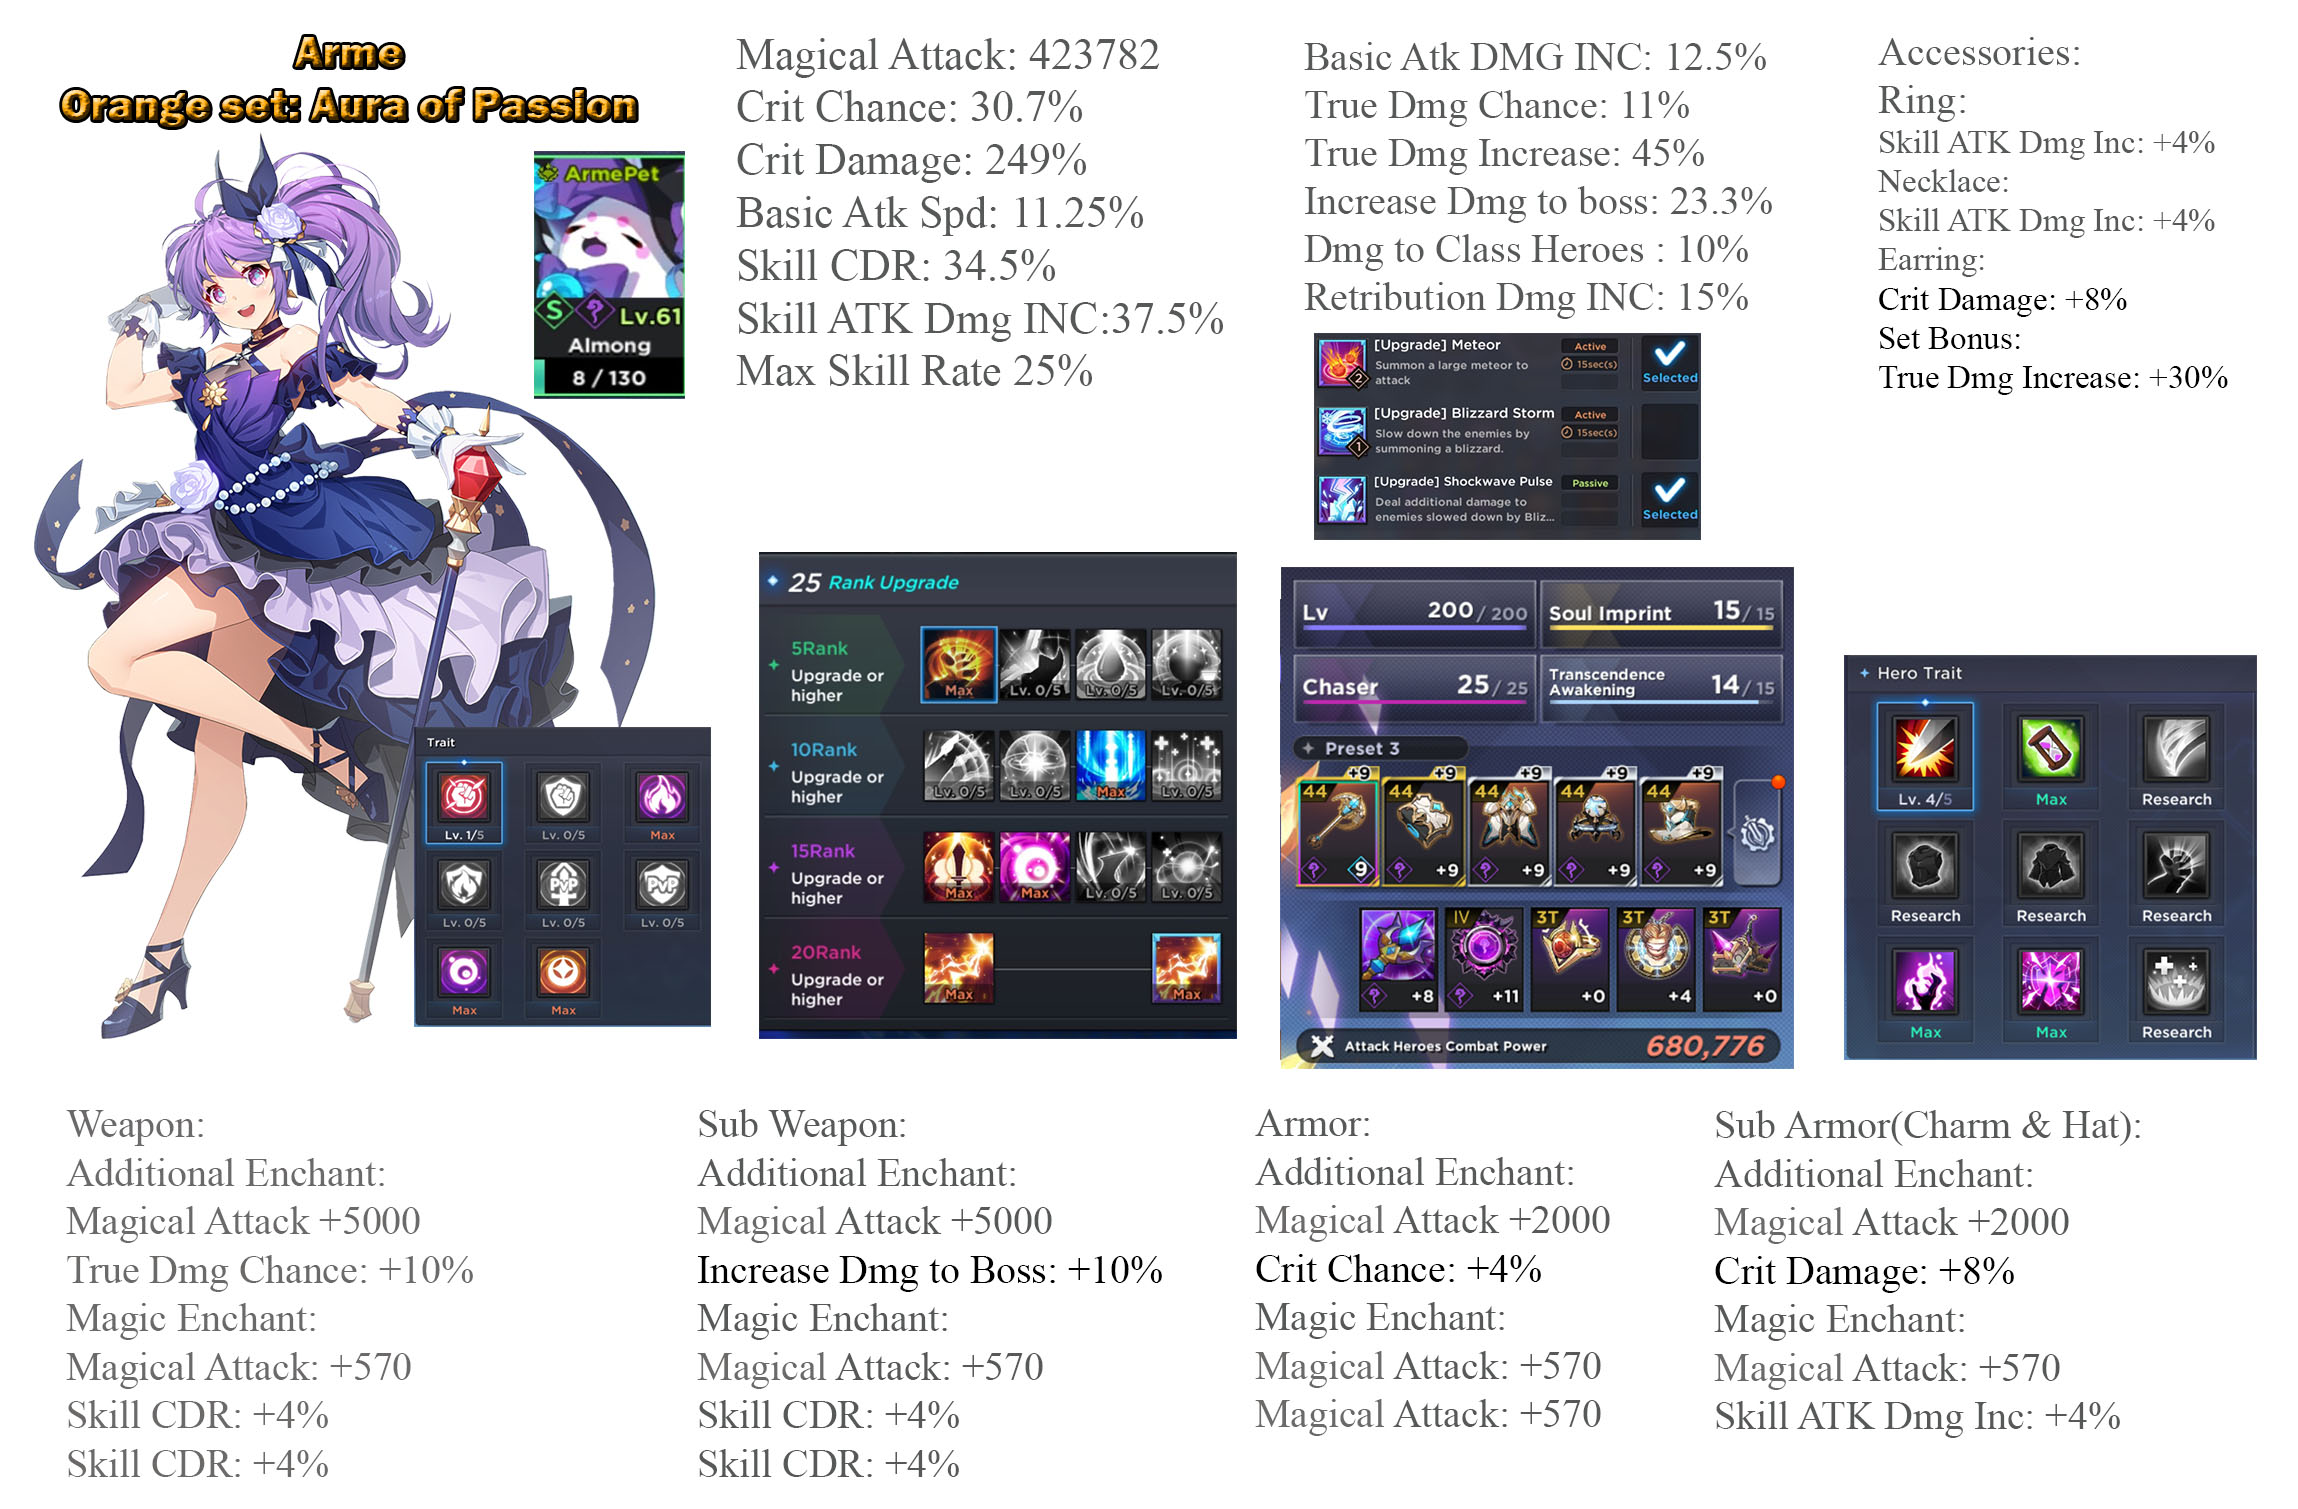 Arme
Orange set: Aura of Passion
ArmePet
S
Lv.61
Almong
8 / 130
Magical Attack: 423782
Crit Chance: 30.7%
Crit Damage: 249%
Basic Atk Spd: 11.25%
Skill CDR: 34.5%
Skill ATK Dmg INC:37.5%
Max Skill Rate 25%
Basic Atk DMG INC: 12.5%
True Dmg Chance: 11%
True Dmg Increase: 45%
Increase Dmg to boss: 23.3%
Dmg to Class Heroes : 10%
Retribution Dmg INC: 15%
Accessories:
Ring:
Skill ATK Dmg Inc: +4%
Necklace:
Skill ATK Dmg Inc: +4%
Earring:
Crit Damage: +8%
Set Bonus:
True Dmg Increase: +30%
[Upgrade] Meteor
Summon a large meteor to
attack
2
Active
15sec(s)
Selected
[Upgrade] Blizzard Storm
Slow down the enemies by
summoning a blizzard.
1
Active
15sec(s)
[Upgrade] Shockwave Pulse
Deal additional damage to
enemies slowed down by Bliz...
Passive
Selected
Trait
Lv. 1/5
Lv. 0/5
Max
Lv. 0/5
PvP
Lv. 0/5
PvP
Lv. 0/5
Max
Max
25 Rank Upgrade
5Rank
Upgrade or
higher
Max
Lv. 0/5
Lv. 0/5
Lv. 0/5
10Rank
Upgrade or
higher
Lv. 0/5
Lv. 0/5
Max
Lv. 0/5
15Rank
Upgrade or
higher
Max
Max
Lv. 0/5
Lv. 0/5
20Rank
Upgrade or
higher
Max
Max
Lv 200 / 200
Soul Imprint 15 / 15
Chaser 25 / 25
Transcendence
Awakening 14 / 15
Preset 3
+9 +9 +9 +9 +9
44 44 44 44 44
9 +9 +9 +9 +9
IV 3T 3T 3T
+8 +11 +0 +4 +0
Attack Heroes Combat Power 680,776
Hero Trait
Lv. 4/5
Max
Research
Research
Research
Research
Max
Max
Research
Weapon:
Additional Enchant:
Magical Attack +5000
True Dmg Chance: +10%
Magic Enchant:
Magical Attack: +570
Skill CDR: +4%
Skill CDR: +4%
Sub Weapon:
Additional Enchant:
Magical Attack +5000
Increase Dmg to Boss: +10%
Magic Enchant:
Magical Attack: +570
Skill CDR: +4%
Skill CDR: +4%
Armor:
Additional Enchant:
Magical Attack +2000
Crit Chance: +4%
Magic Enchant:
Magical Attack: +570
Magical Attack: +570
Sub Armor(Charm & Hat):
Additional Enchant:
Magical Attack +2000
Crit Damage: +8%
Magic Enchant:
Magical Attack: +570
Skill ATK Dmg Inc: +4%